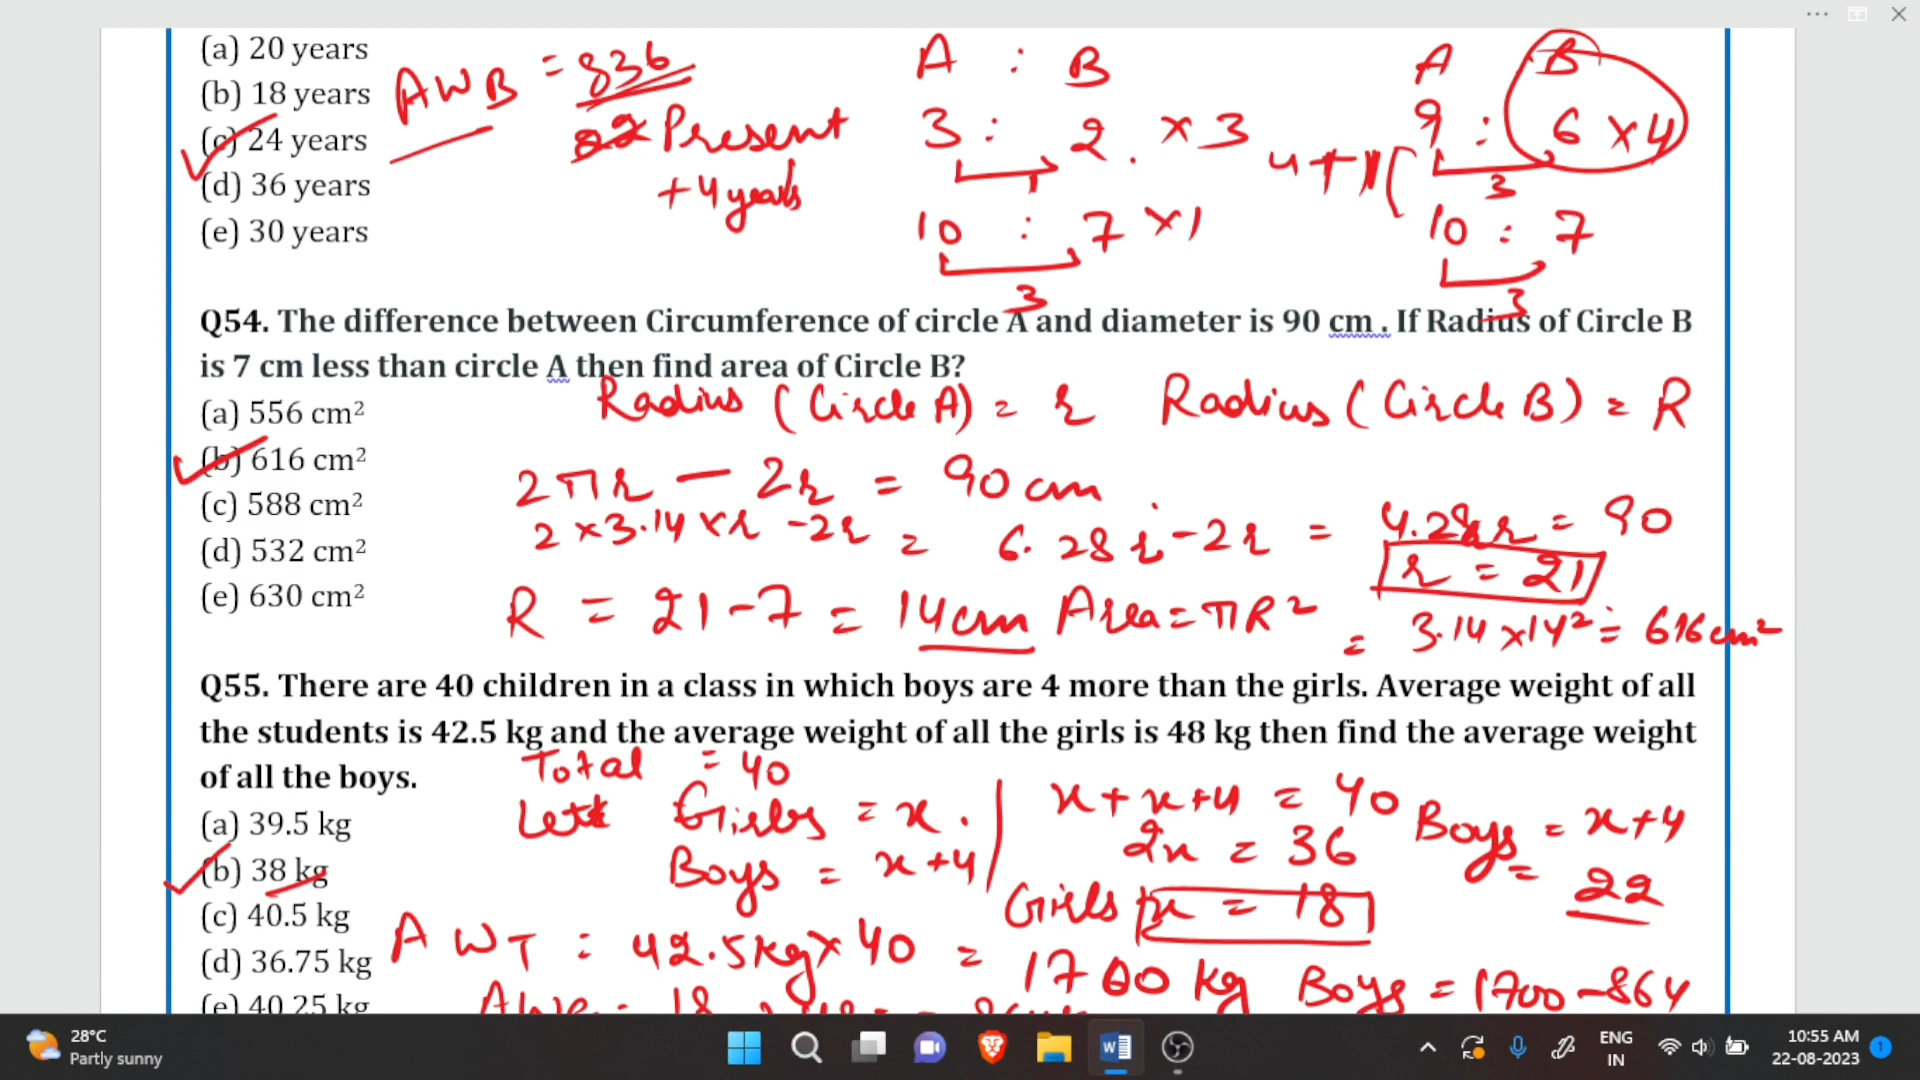 (a) 20 years
(b) 18 years
(c) 24 years
(d) 36 years
(e) 30 years
AWB = 836
Present
+4 years
A : B
3 : 2 × 3
1
10 : 7 ×1
3
A B
9 : 6 ×4
3
10 : 7
3
Q54. The difference between Circumference of circle A and diameter is 90 cm . If Radius of Circle B
is 7 cm less than circle A then find area of Circle B?
(a) 556 cm²
(b) 616 cm²
(c) 588 cm²
(d) 532 cm²
(e) 630 cm²
Radius (Circle A) = r Radius (Circle B) = R
2πr - 2r = 90 cm
2×3.14×r -2r = 6.28r-2r = 4.28r = 90
r = 21
R = 21-7 = 14cm Area = πR²
= 3.14×14² = 616cm²
Q55. There are 40 children in a class in which boys are 4 more than the girls. Average weight of all
the students is 42.5 kg and the average weight of all the girls is 48 kg then find the average weight
of all the boys.
(a) 39.5 kg
(b) 38 kg
(c) 40.5 kg
(d) 36.75 kg
(e) 40.25 kg
Total = 40
Let Girls = x
Boys = x+4
x+x+4 = 40
2x = 36
Girls x = 18
Boys = x+4
= 22
AWT = 42.5kg×40 = 1700 kg Boys = 1700-864
28°C
Partly sunny
ENG
IN
10:55 AM
22-08-2023
1